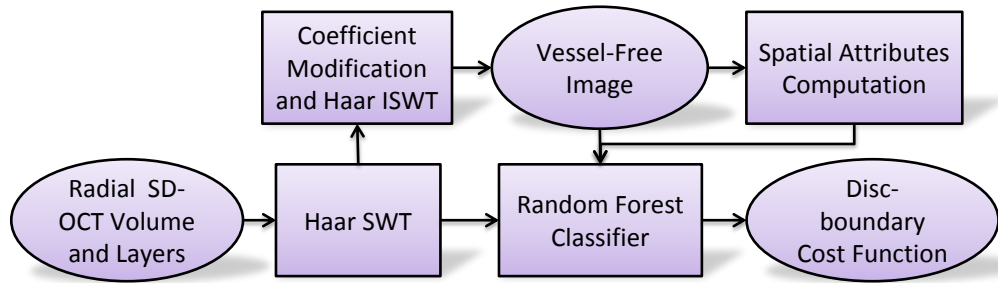 Coefficient
Modification
and Haar ISWT
Vessel-Free
Image
Spatial Attributes
Computation
Radial SD-
OCT Volume
and Layers
Haar SWT
Random Forest
Classifier
Disc-
boundary
Cost Function